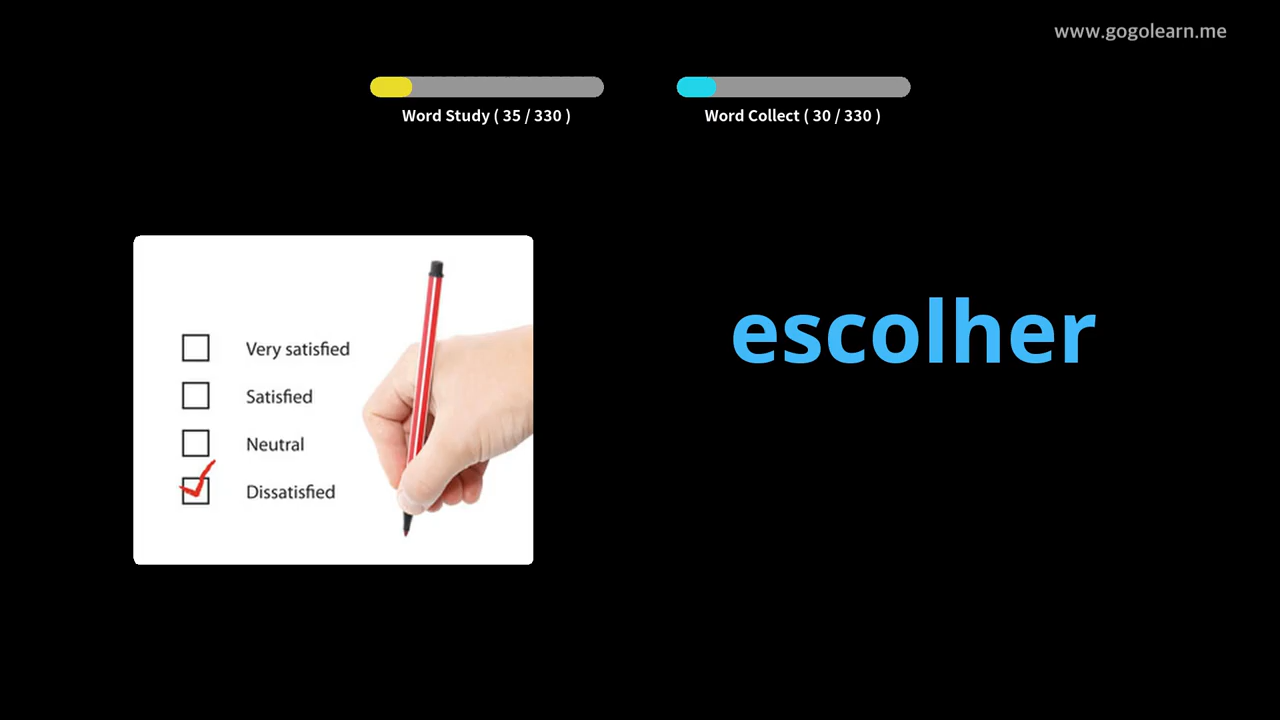 www.gogolearn.me
Word Study ( 35 / 330 )
Word Collect ( 30 / 330 )
Very satisfied
Satisfied
Neutral
Dissatisfied
escolher